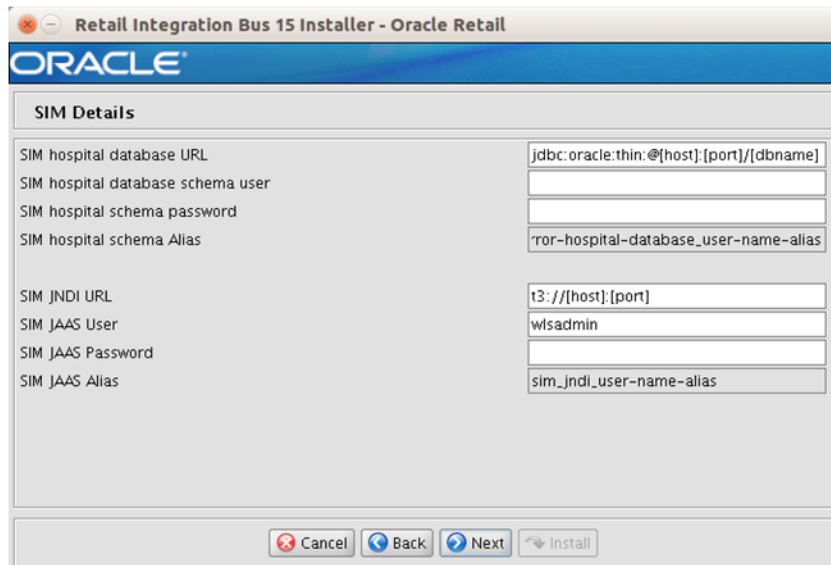 Retail Integration Bus 15 Installer - Oracle Retail
ORACLE
SIM Details
SIM hospital database URL jdbc:oracle:thin:@[host]:[port]/[dbname]
SIM hospital database schema user
SIM hospital schema password
SIM hospital schema Alias ror-hospital-database_user-name-alias
SIM JNDI URL t3://[host]:[port]
SIM JAAS User wlsadmin
SIM JAAS Password
SIM JAAS Alias sim_jndi_user-name-alias
Cancel Back Next Install